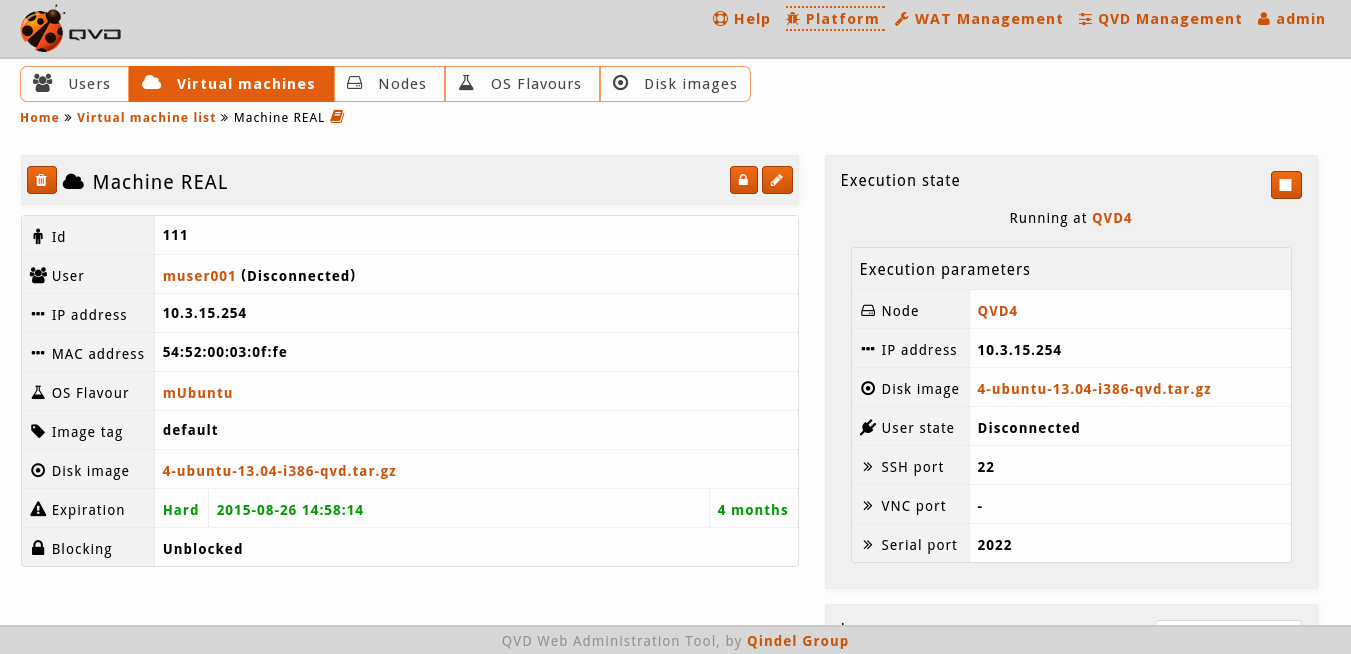 QVD
Help Platform WAT Management QVD Management admin
Users Virtual machines Nodes OS Flavours Disk images
Home » Virtual machine list » Machine REAL
Machine REAL
Id 111
User muser001 (Disconnected)
IP address 10.3.15.254
MAC address 54:52:00:03:0f:fe
OS Flavour mUbuntu
Image tag default
Disk image 4-ubuntu-13.04-i386-qvd.tar.gz
Expiration Hard 2015-08-26 14:58:14 4 months
Blocking Unblocked
Execution state
Running at QVD4
Execution parameters
Node QVD4
IP address 10.3.15.254
Disk image 4-ubuntu-13.04-i386-qvd.tar.gz
User state Disconnected
SSH port 22
VNC port -
Serial port 2022
QVD Web Administration Tool, by Qindel Group